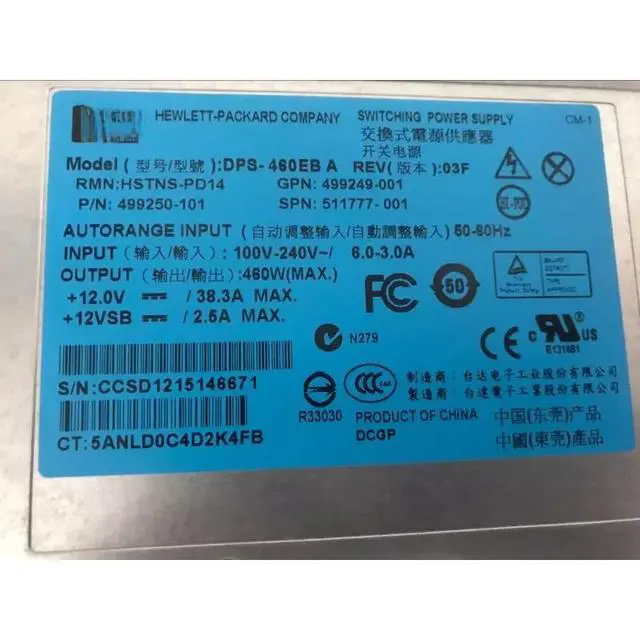 HEWLETT-PACKARD COMPANY
SWITCHING POWER SUPPLY
CM-1
交換式電源供應器
开关电源
Model (型号/型號):DPS-460EB A REV(版本):03F
RMN:HSTNS-PD14 GPN: 499249-001
P/N: 499250-101 SPN: 511777-001
AUTORANGE INPUT (自动调整输入/自動調整輸入) 50-60Hz
INPUT (输入/輸入): 100V-240V~/ 6.0-3.0A
OUTPUT (输出/輸出):460W(MAX.)
+12.0V / 38.3A MAX.
+12VSB / 2.5A MAX.
FC
50
TÜV
N279
CE
c RU US
E131881
S/N:CCSD1215146671
CT:5ANLD0C4D2K4FB
R33030
CCC
制造商: 台达电子工业股份有限公司
製造商: 台達電子工業股份有限公司
PRODUCT OF CHINA
DCGP
中国(东莞)产品
中國(東莞)產品